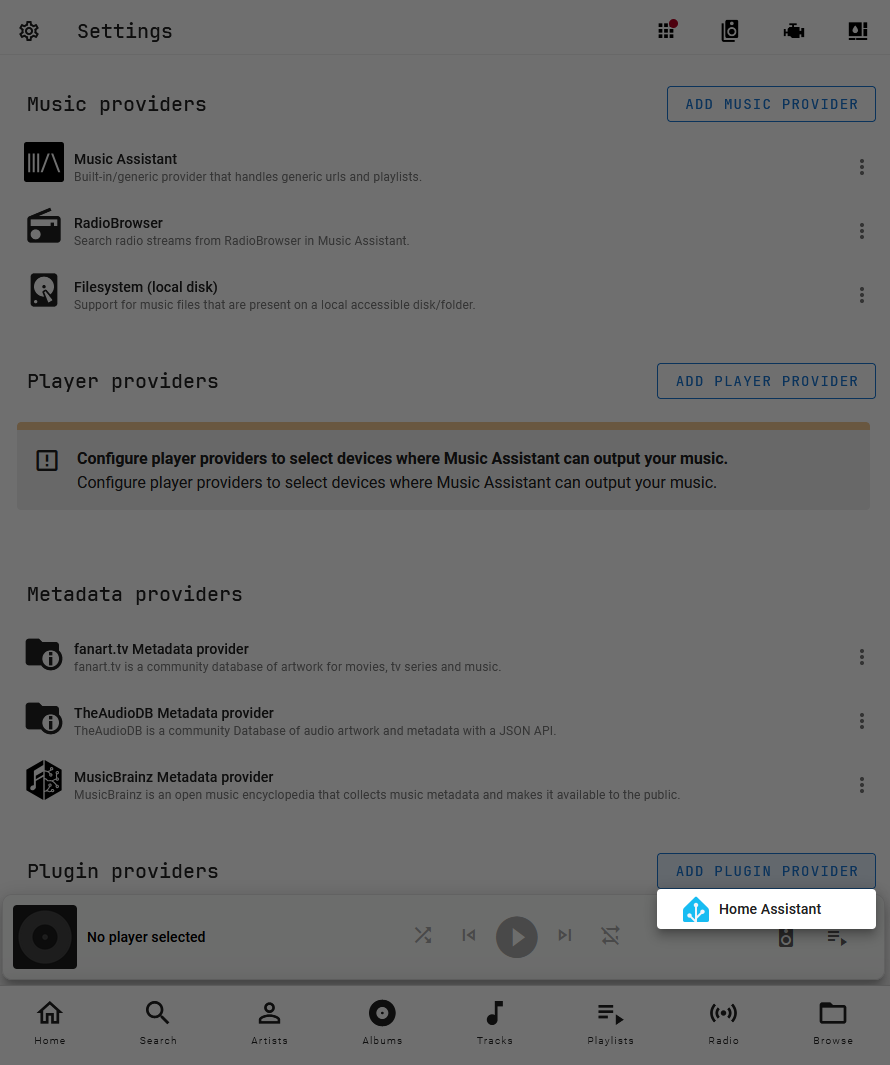 Settings
Music providers
ADD MUSIC PROVIDER
Music Assistant
Built-in/generic provider that handles generic urls and playlists.
RadioBrowser
Search radio streams from RadioBrowser in Music Assistant.
Filesystem (local disk)
Support for music files that are present on a local accessible disk/folder.
Player providers
ADD PLAYER PROVIDER
Configure player providers to select devices where Music Assistant can output your music.
Configure player providers to select devices where Music Assistant can output your music.
Metadata providers
fanart.tv Metadata provider
fanart.tv is a community database of artwork for movies, tv series and music.
TheAudioDB Metadata provider
TheAudioDB is a community Database of audio artwork and metadata with a JSON API.
MusicBrainz Metadata provider
MusicBrainz is an open music encyclopedia that collects music metadata and makes it available to the public.
Plugin providers
ADD PLUGIN PROVIDER
Home Assistant
No player selected
Home
Search
Artists
Albums
Tracks
Playlists
Radio
Browse